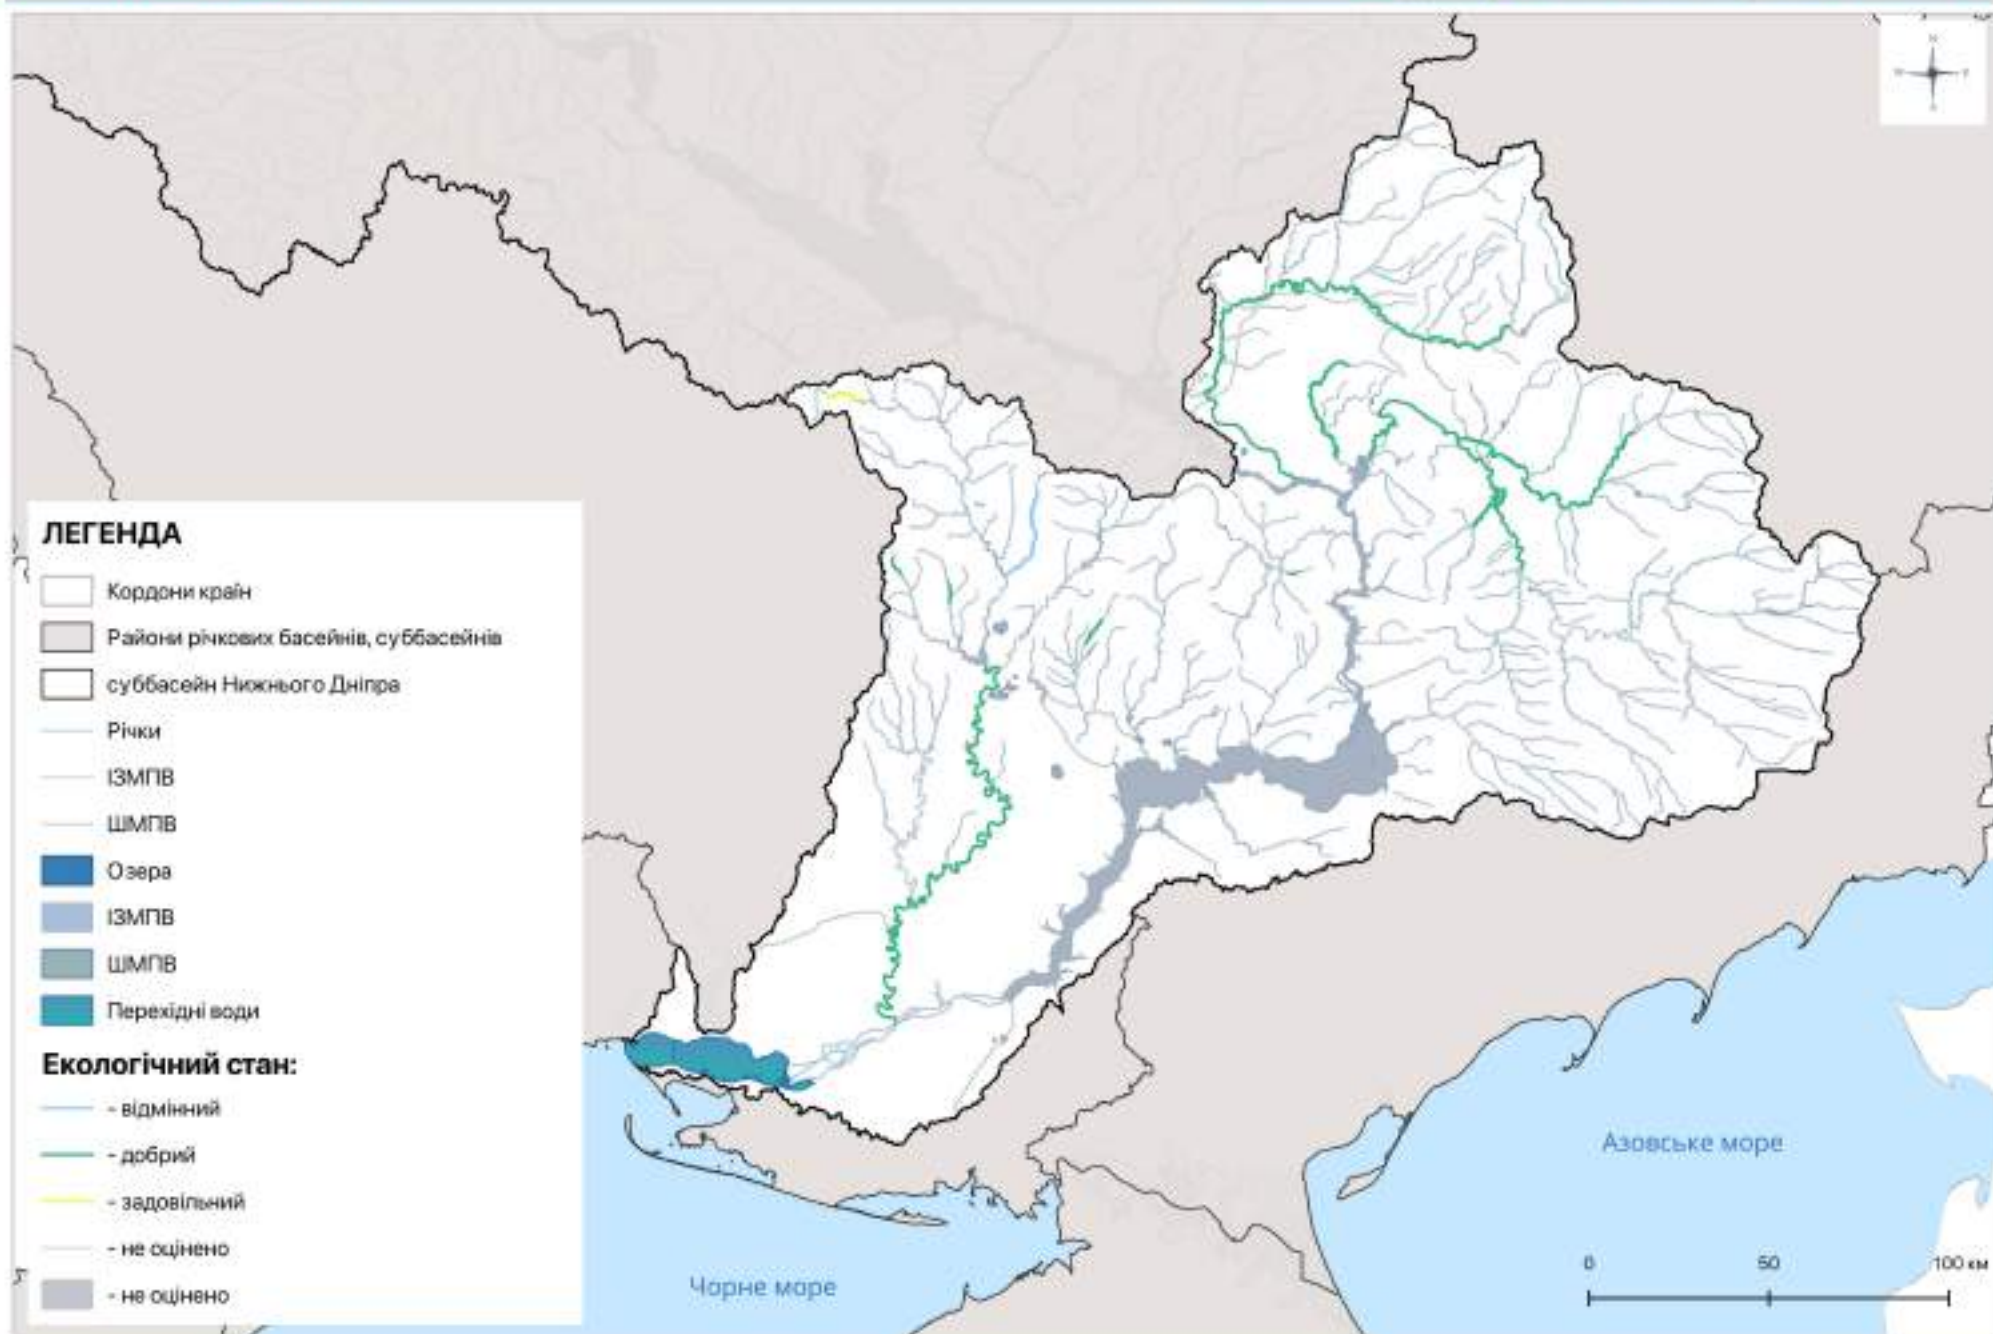 N
W E
S
ЛЕГЕНДА
Кордони країн
Райони річкових басейнів, суббасейнів
суббасейн Нижнього Дніпра
Річки
ІЗМПВ
ШМПВ
Озера
ІЗМПВ
ШМПВ
Перехідні води
Екологічний стан:
- відмінний
- добрий
- задовільний
- не оцінено
- не оцінено
Азовське море
Чорне море
0 50 100 км